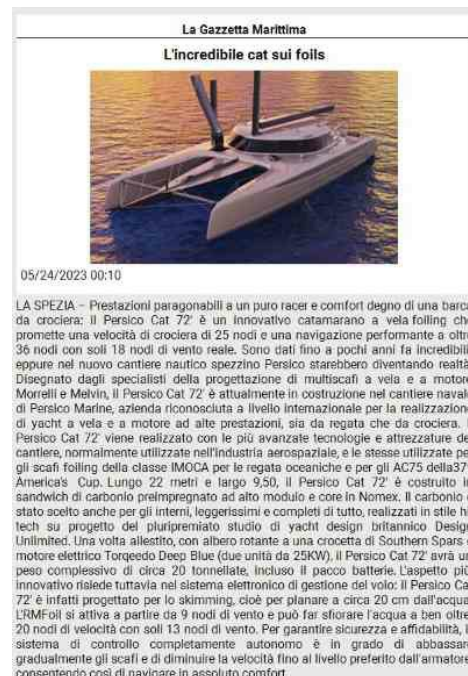 La Gazzetta Marittima
L'incredibile cat sui foils
05/24/2023 00:10
LA SPEZIA – Prestazioni paragonabili a un puro racer e comfort degno di una barca
da crociera: il Persico Cat 72' è un innovativo catamarano a vela foiling che
promette una velocità di crociera di 25 nodi e una navigazione performante a oltre
36 nodi con soli 18 nodi di vento reale. Sono dati fino a pochi anni fa incredibili
eppure nel nuovo cantiere nautico spezzino Persico starebbero diventando realtà.
Disegnato dagli specialisti della progettazione di multiscafi a vela e a motore
Morrelli e Melvin, il Persico Cat 72' è attualmente in costruzione nel cantiere navale
di Persico Marine, azienda riconosciuta a livello internazionale per la realizzazione
di yacht a vela e a motore ad alte prestazioni, sia da regata che da crociera. Il
Persico Cat 72' viene realizzato con le più avanzate tecnologie e attrezzature del
cantiere, normalmente utilizzate nell'industria aerospaziale, e le stesse utilizzate per
gli scafi foiling della classe IMOCA per le regata oceaniche e per gli AC75 della37.
America's Cup. Lungo 22 metri e largo 9,50, il Persico Cat 72' è costruito in
sandwich di carbonio preimpregnato ad alto modulo e core in Nomex. Il carbonio è
stato scelto anche per gli interni, leggerissimi e completi di tutto, realizzati in stile hi-
tech su progetto del pluripremiato studio di yacht design britannico Design
Unlimited. Una volta allestito, con albero rotante a una crocetta di Southern Spars e
motore elettrico Torqeedo Deep Blue (due unità da 25KW), il Persico Cat 72' avrà un
peso complessivo di circa 20 tonnellate, incluso il pacco batterie. L'aspetto più
innovativo risiede tuttavia nel sistema elettronico di gestione del volo: il Persico Cat
72' è infatti progettato per lo skimming, cioè per planare a circa 20 cm dall'acqua.
L'RMFoil si attiva a partire da 9 nodi di vento e può far sfiorare l'acqua a ben oltre
20 nodi di velocità con soli 13 nodi di vento. Per garantire sicurezza e affidabilità, il
sistema di controllo completamente autonomo è in grado di abbassare
gradualmente gli scafi e di diminuire la velocità fino al livello preferito dall'armatore,
consentendo così di navigare in assoluto comfort.